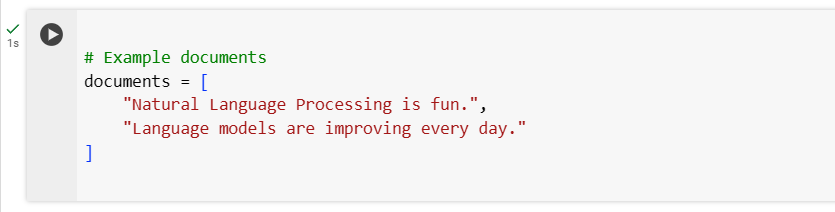 1s
# Example documents
documents = [
    "Natural Language Processing is fun.",
    "Language models are improving every day."
]